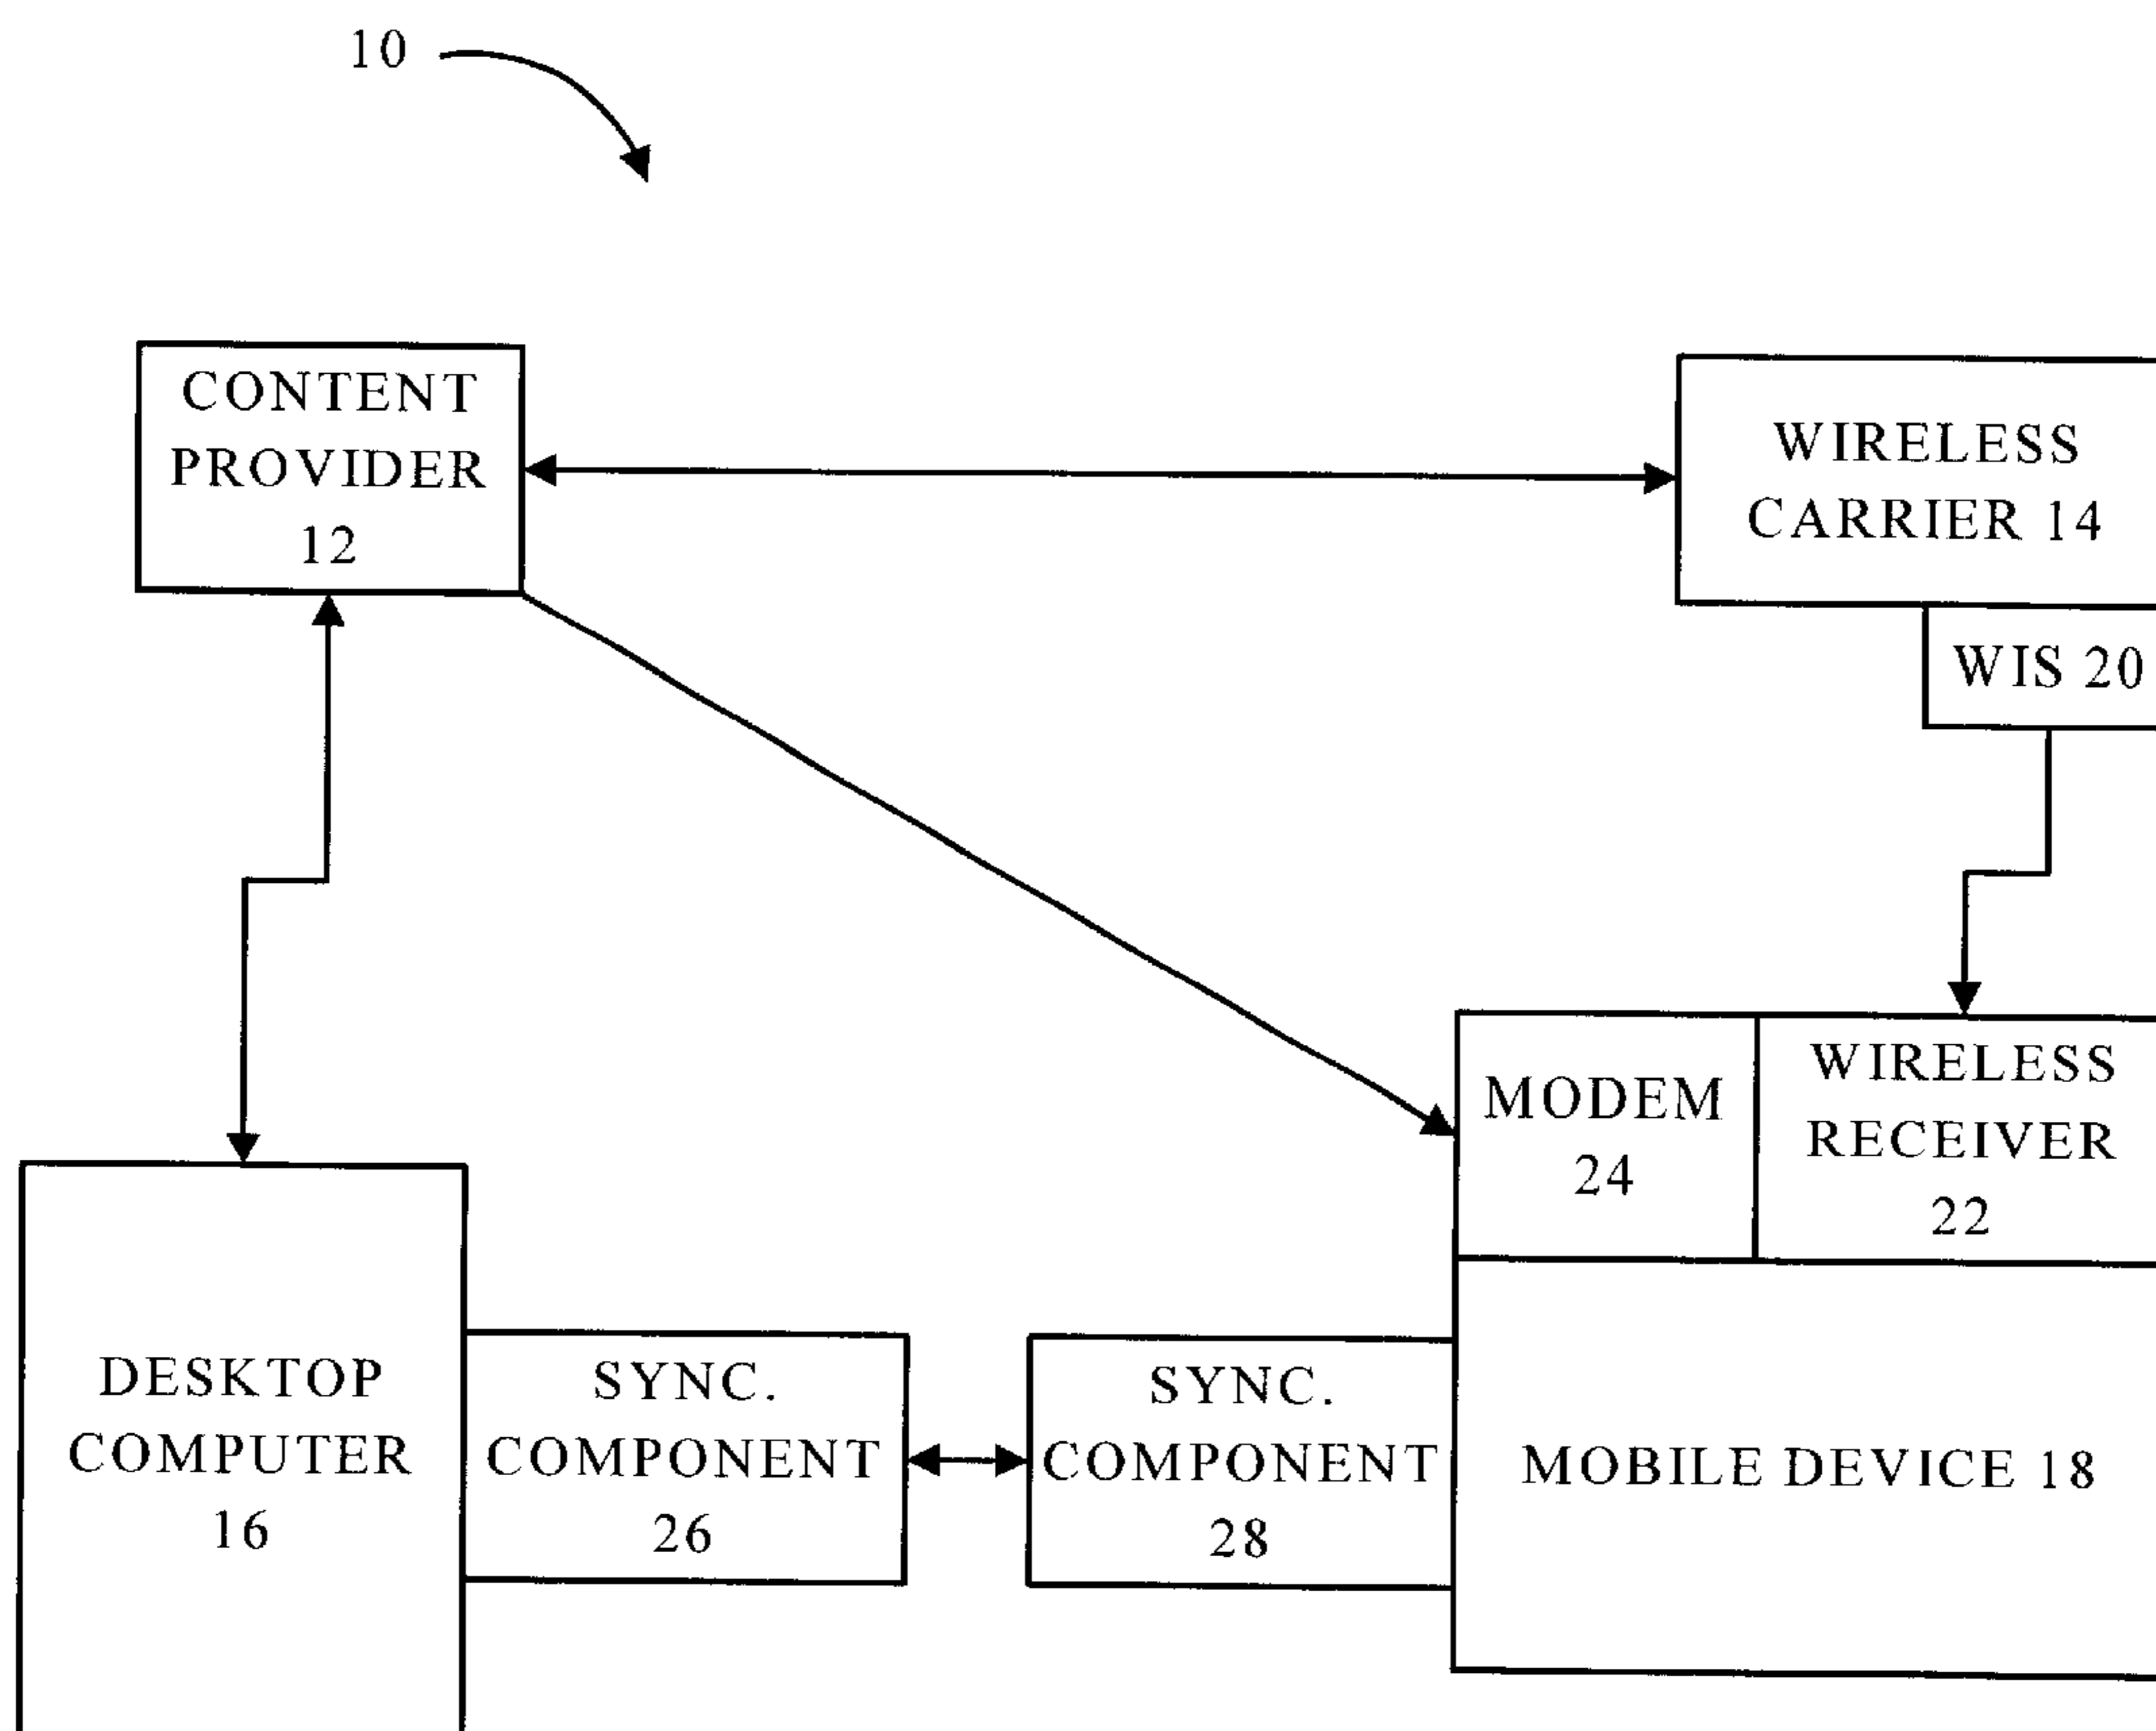 10
CONTENT
PROVIDER
12
WIRELESS
CARRIER 14
WIS 20
MODEM
24
WIRELESS
RECEIVER
22
DESKTOP
COMPUTER
16
SYNC.
COMPONENT
26
SYNC.
COMPONENT
28
MOBILE DEVICE 18